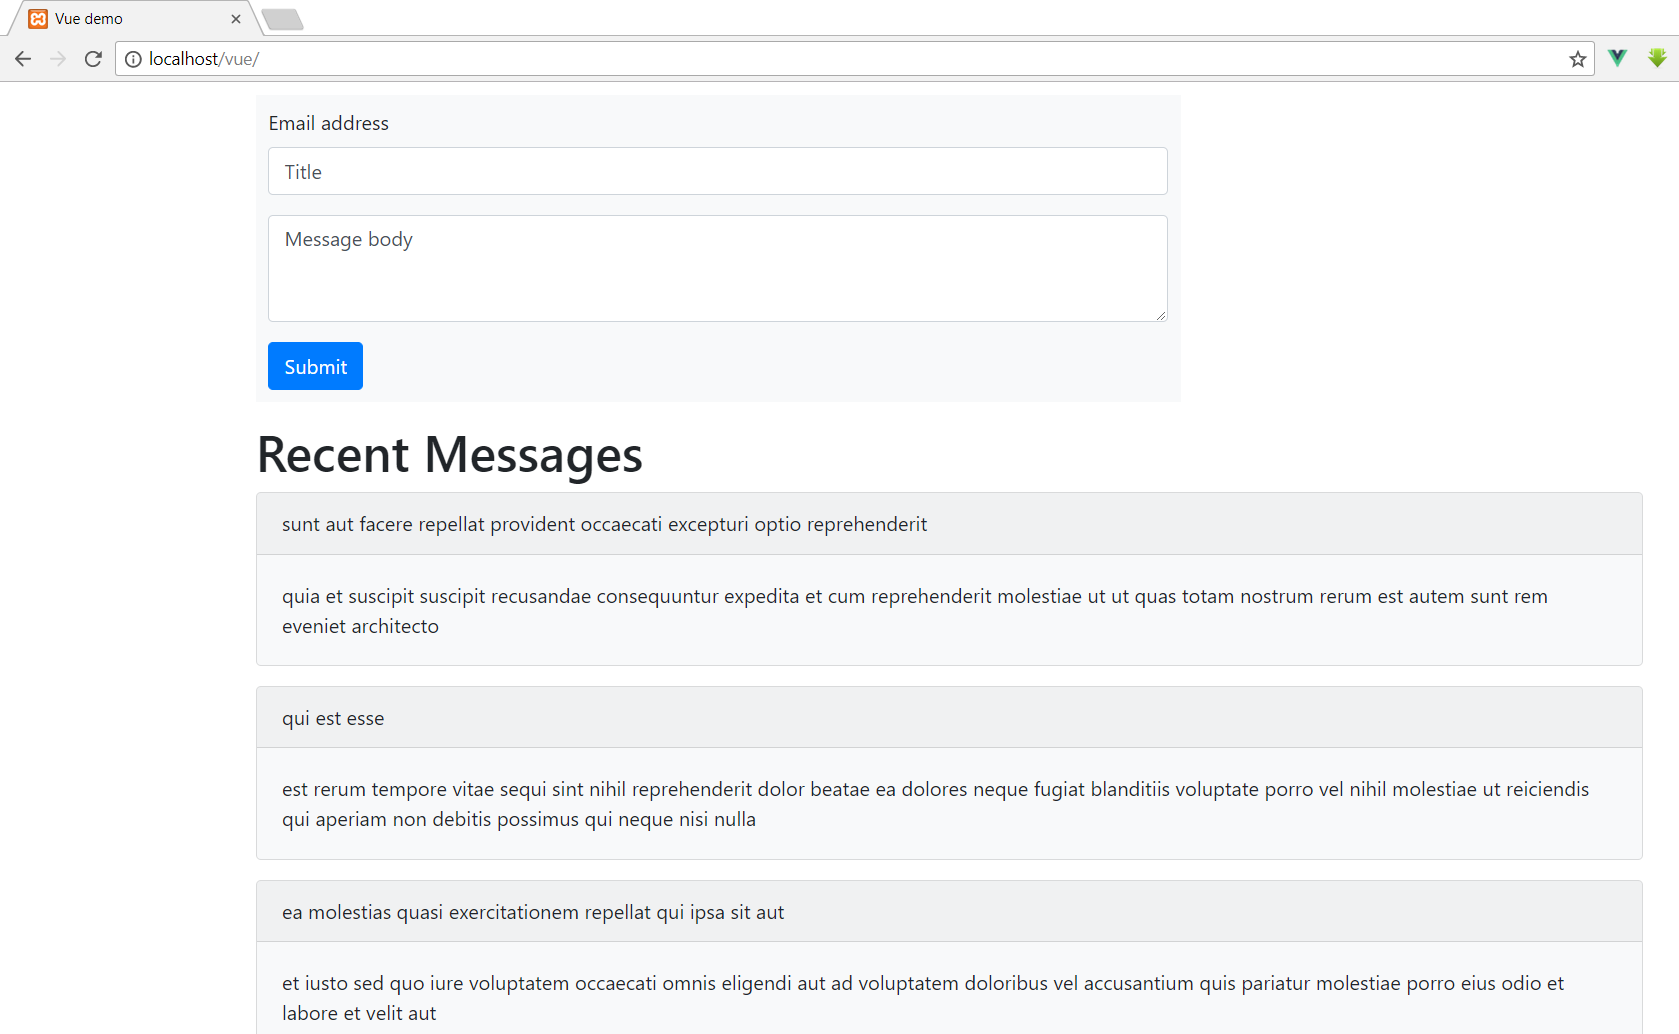 Vue demo
localhost/vue/
Email address
Title
Message body
Submit
Recent Messages
sunt aut facere repellat provident occaecati excepturi optio reprehenderit
quia et suscipit suscipit recusandae consequuntur expedita et cum reprehenderit molestiae ut ut quas totam nostrum rerum est autem sunt rem
eveniet architecto
qui est esse
est rerum tempore vitae sequi sint nihil reprehenderit dolor beatae ea dolores neque fugiat blanditiis voluptate porro vel nihil molestiae ut reiciendis
qui aperiam non debitis possimus qui neque nisi nulla
ea molestias quasi exercitationem repellat qui ipsa sit aut
et iusto sed quo iure voluptatem occaecati omnis eligendi aut ad voluptatem doloribus vel accusantium quis pariatur molestiae porro eius odio et
labore et velit aut